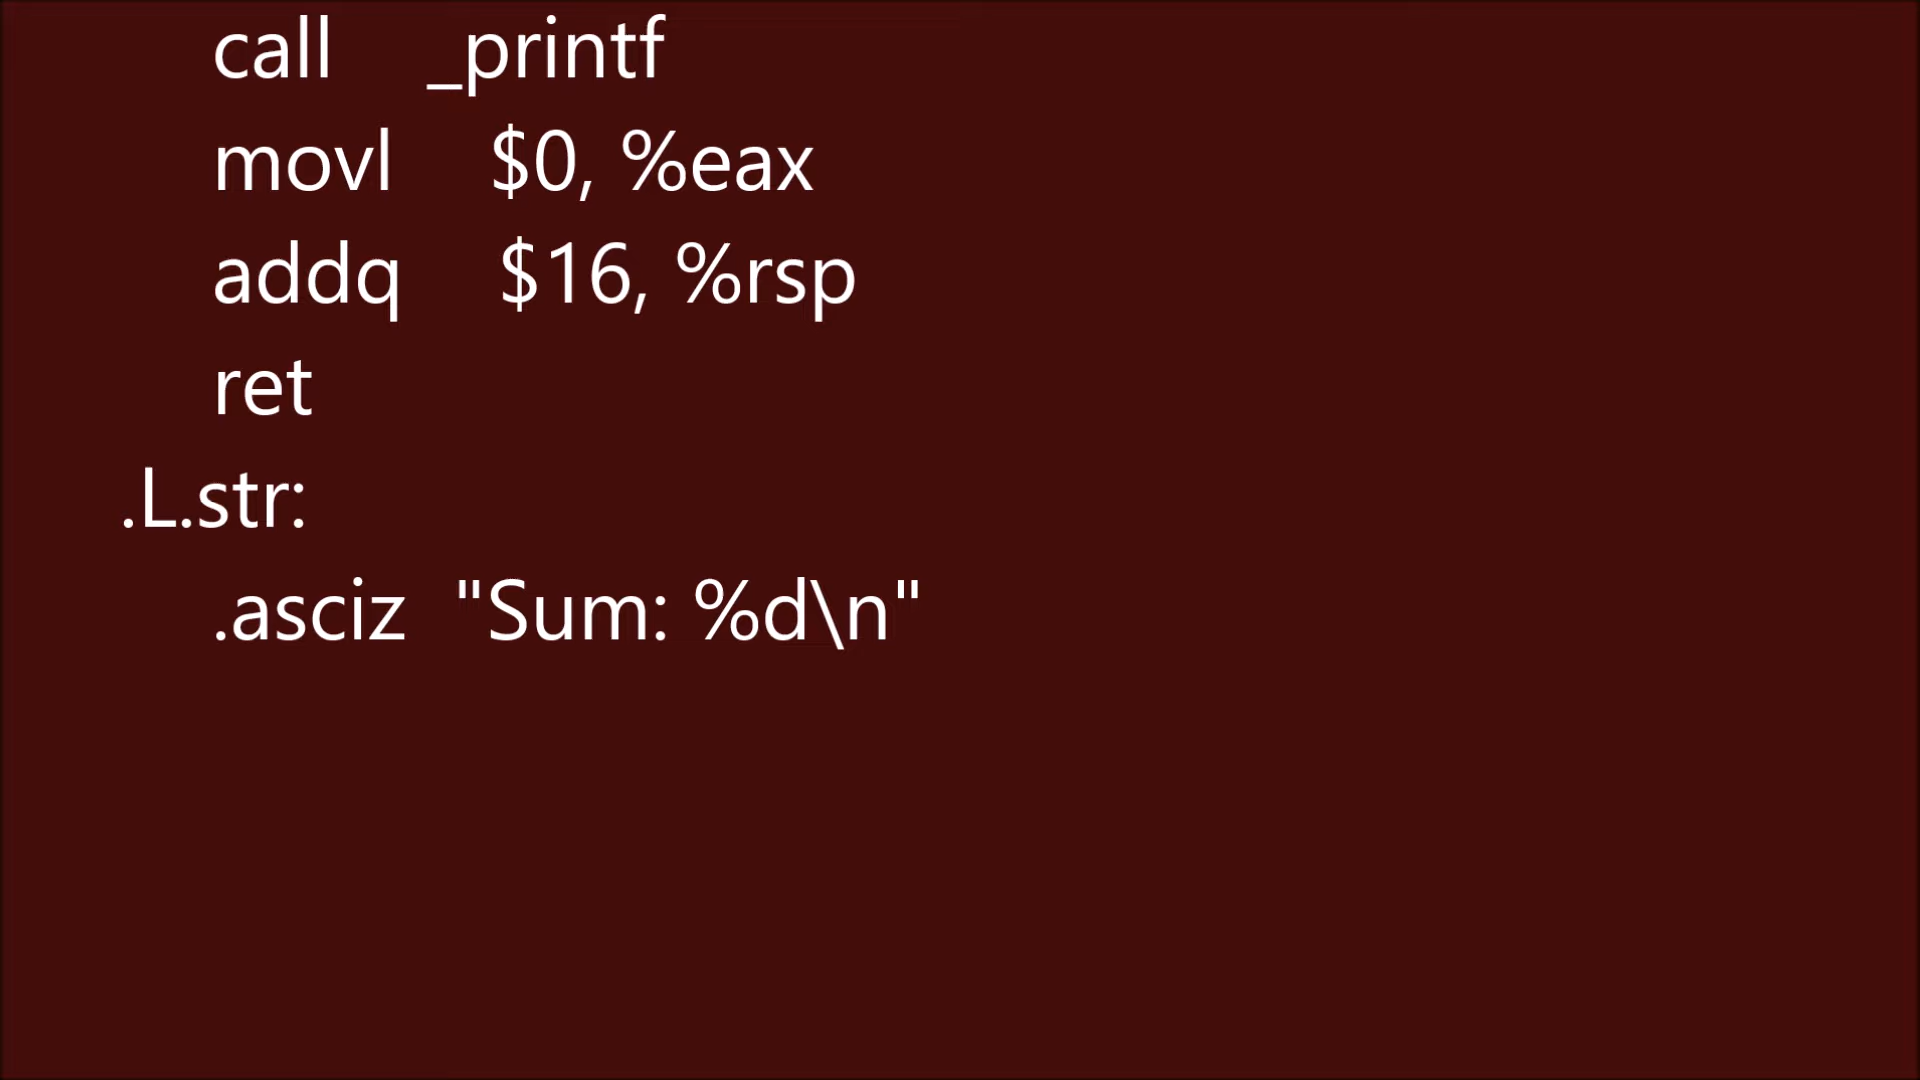 call _printf
movl $0, %eax
addq $16, %rsp
ret
.L.str:
.asciz "Sum: %d\n"